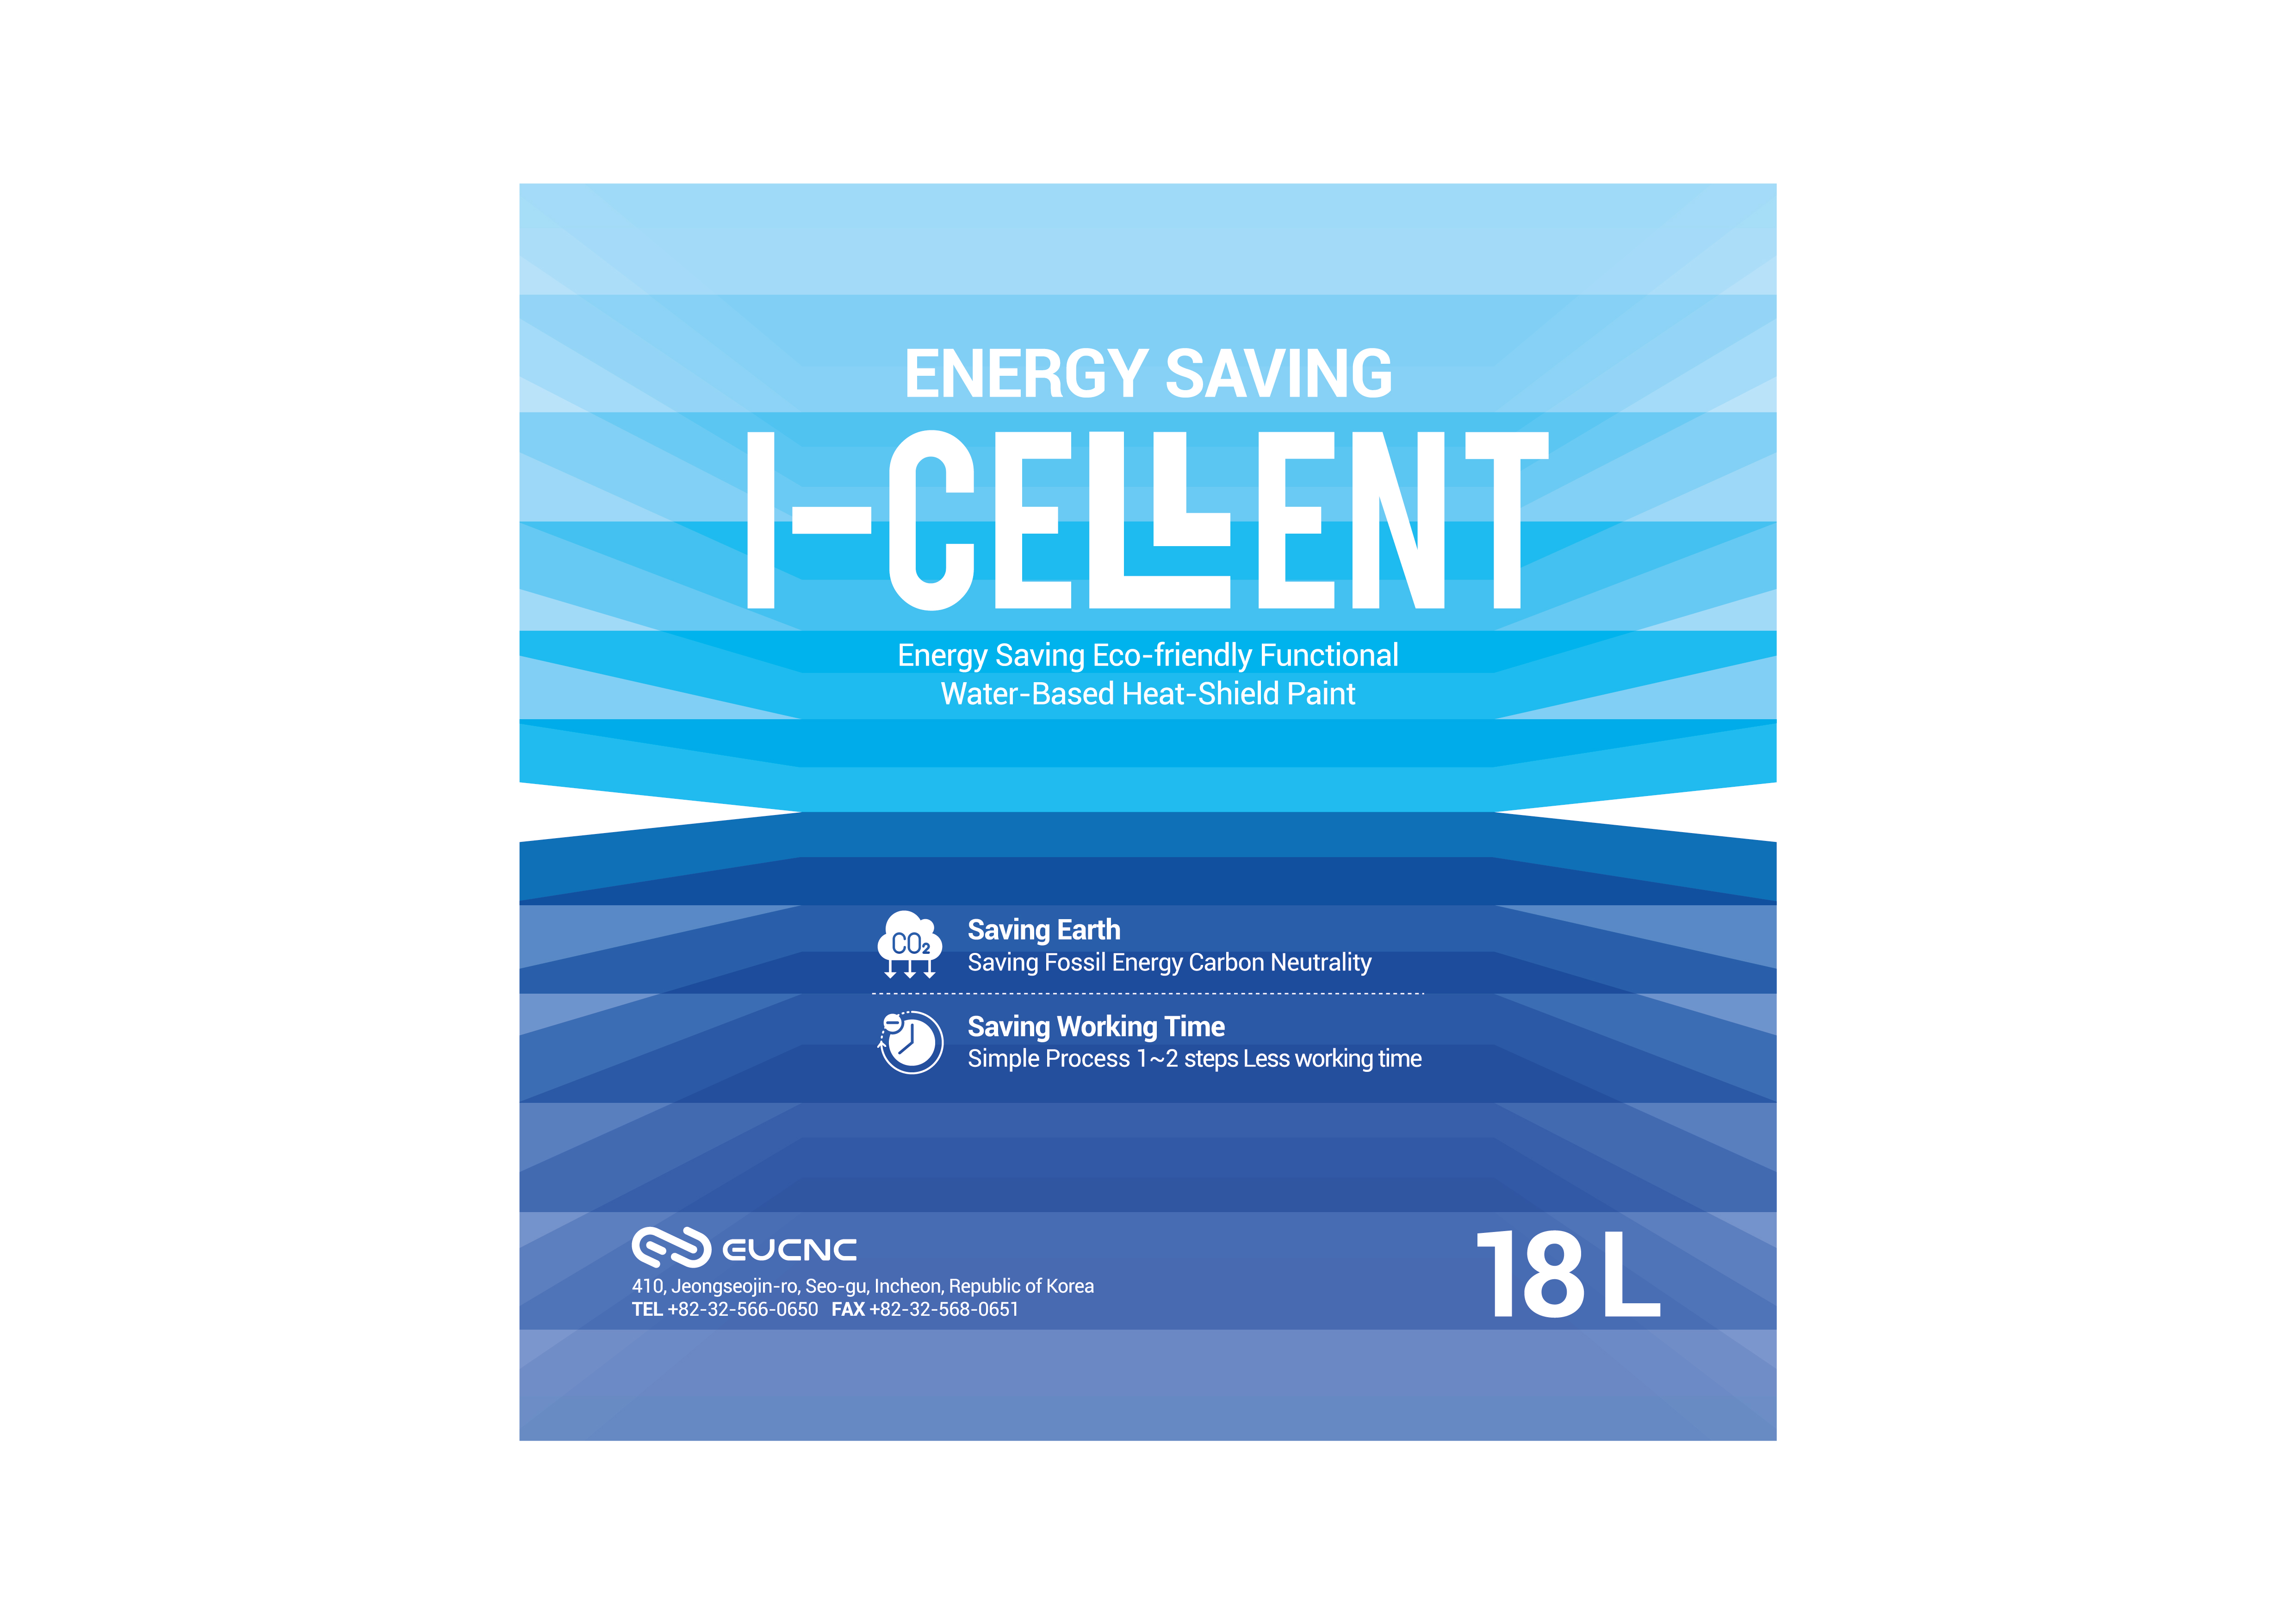 ENERGY SAVING
I-CELLENT
Energy Saving Eco-friendly Functional
Water-Based Heat-Shield Paint
CO₂
Saving Earth
Saving Fossil Energy Carbon Neutrality
Saving Working Time
Simple Process 1~2 steps Less working time
EUCNC
410, Jeongseojin-ro, Seo-gu, Incheon, Republic of Korea
TEL +82-32-566-0650 FAX +82-32-568-0651
18L